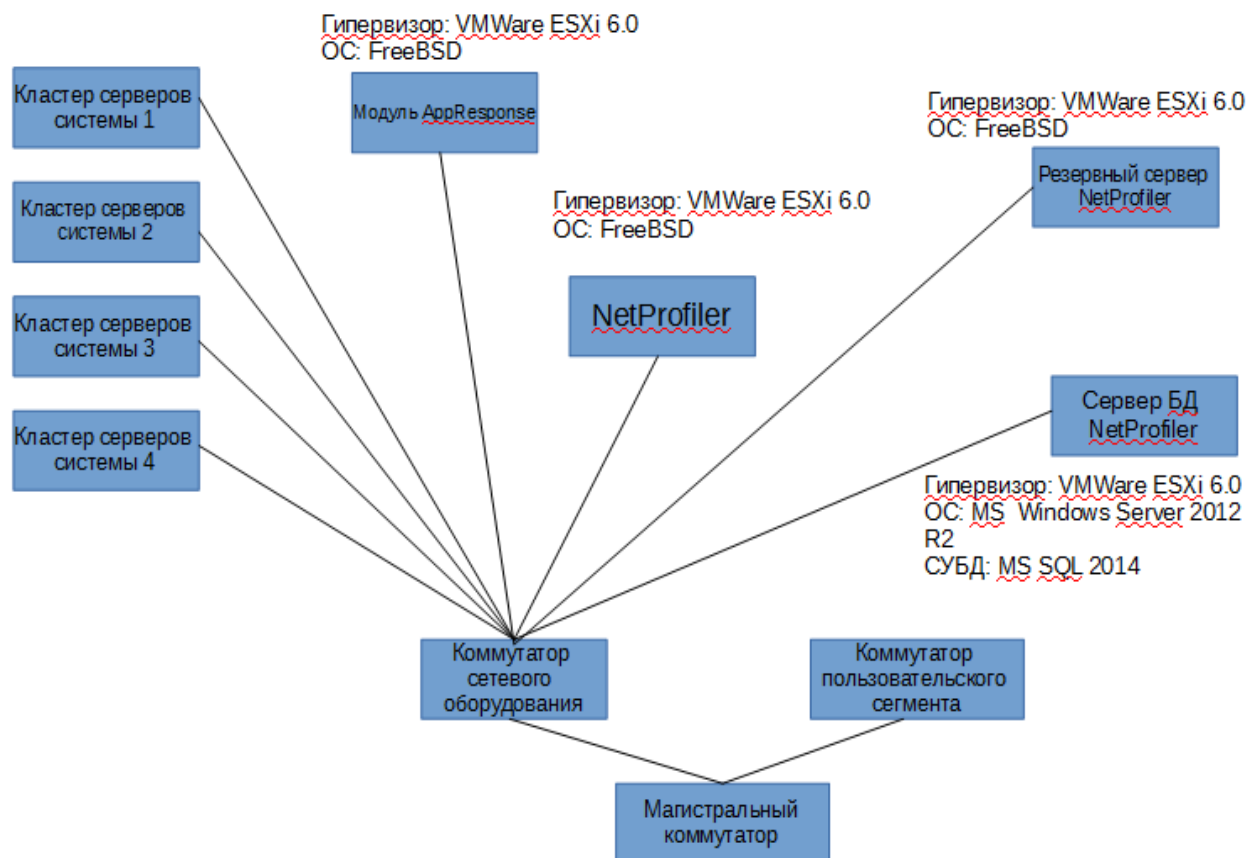 Гипервизор: VMWare ESXi 6.0
ОС: FreeBSD
Кластер серверов
системы 1
Модуль AppResponse
Гипервизор: VMWare ESXi 6.0
ОС: FreeBSD
Резервный сервер
NetProfiler
Кластер серверов
системы 2
Гипервизор: VMWare ESXi 6.0
ОС: FreeBSD
NetProfiler
Кластер серверов
системы 3
Сервер БД
NetProfiler
Кластер серверов
системы 4
Гипервизор: VMWare ESXi 6.0
ОС: MS Windows Server 2012
R2
СУБД: MS SQL 2014
Коммутатор
сетевого
оборудования
Коммутатор
пользовательского
сегмента
Магистральный
коммутатор